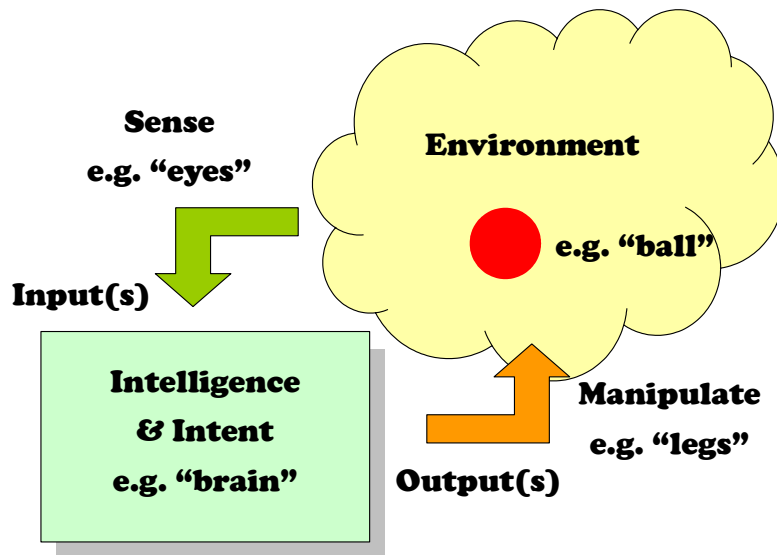 Sense
e.g. “eyes”
Environment
e.g. “ball”
Input(s)
Intelligence
& Intent
e.g. “brain”
Manipulate
e.g. “legs”
Output(s)